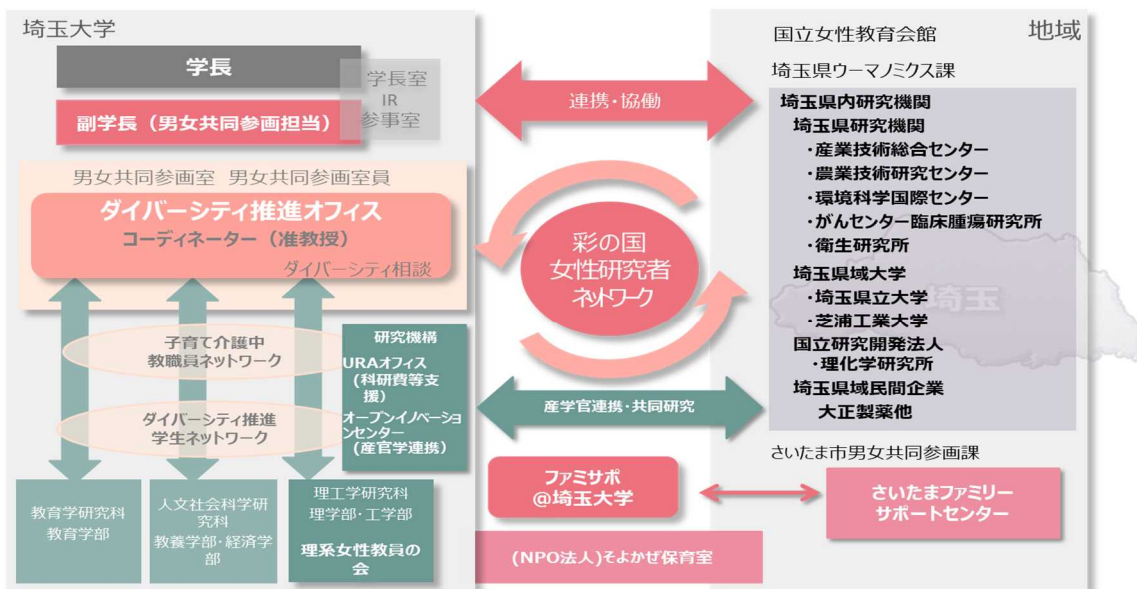 埼玉大学
学長
学長室
IR
参事室
副学長（男女共同参画担当）
男女共同参画室 男女共同参画室員
ダイバーシティ推進オフィス
コーディネーター（准教授）
ダイバーシティ相談
子育て介護中
教職員ネットワーク
ダイバーシティ推進
学生ネットワーク
研究機構
URAオフィス
(科研費等支
援)
オープンイノベーショ
ンセンター
(産官学連携)
教育学研究科
教育学部
人文社会科学研
究科
教養学部・経済学
部
理工学研究科
理学部・工学部
理系女性教員の
会
連携・協働
彩の国
女性研究者
ネットワーク
産学官連携・共同研究
ファミサポ
@埼玉大学
(NPO法人)そよかぜ保育室
地域
国立女性教育会館
埼玉県ウーマノミクス課
埼玉県内研究機関
埼玉県研究機関
・産業技術総合センター
・農業技術研究センター
・環境科学国際センター
・がんセンター臨床腫瘍研究所
・衛生研究所
埼玉県域大学
・埼玉県立大学
・芝浦工業大学
国立研究開発法人
・理化学研究所
埼玉県域民間企業
大正製薬他
埼玉
さいたま市男女共同参画課
さいたまファミリー
サポートセンター